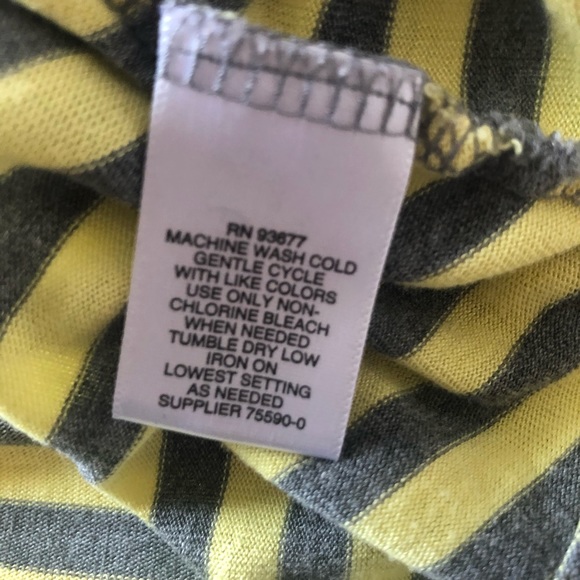 RN 93677
MACHINE WASH COLD
GENTLE CYCLE
WITH LIKE COLORS
USE ONLY NON-
CHLORINE BLEACH
WHEN NEEDED
TUMBLE DRY LOW
IRON ON
LOWEST SETTING
AS NEEDED
SUPPLIER 75590-0